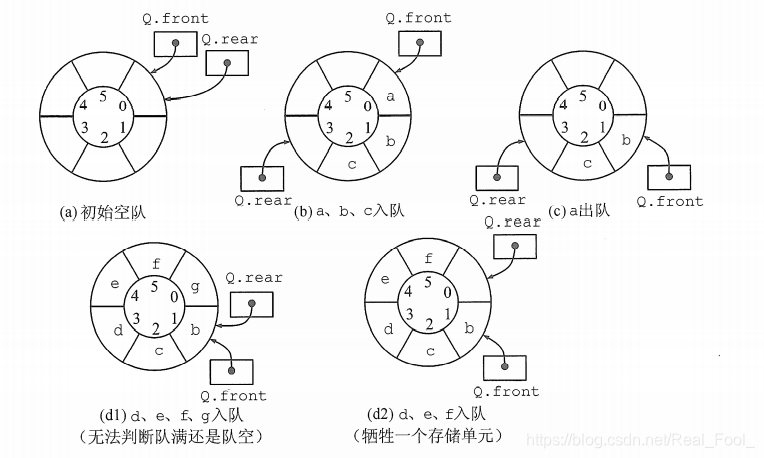 Q.front
Q.rear
5
4 0
3 1
2
(a) 初始空队
Q.front
a
5
4 0
3 1
b
2
c
Q.rear
(b) a、b、c入队
5
4 0
3 1
b
2
c
Q.rear
Q.front
(c) a出队
f
e g
5
4 0
3 1
d b
2
c
Q.rear
Q.front
(d1) d、e、f、g入队
(无法判断队满还是队空)
Q.rear
f
e
5
4 0
3 1
d b
2
c
Q.front
(d2) d、e、f入队
(牺牲一个存储单元)
https://blog.csdn.net/Real_Fool_